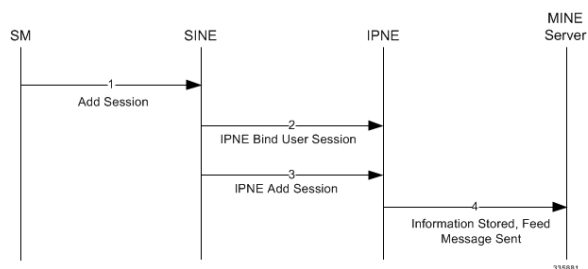 SM
SINE
IPNE
MINE
Server
1
Add Session
2
IPNE Bind User Session
3
IPNE Add Session
4
Information Stored, Feed
Message Sent
335881